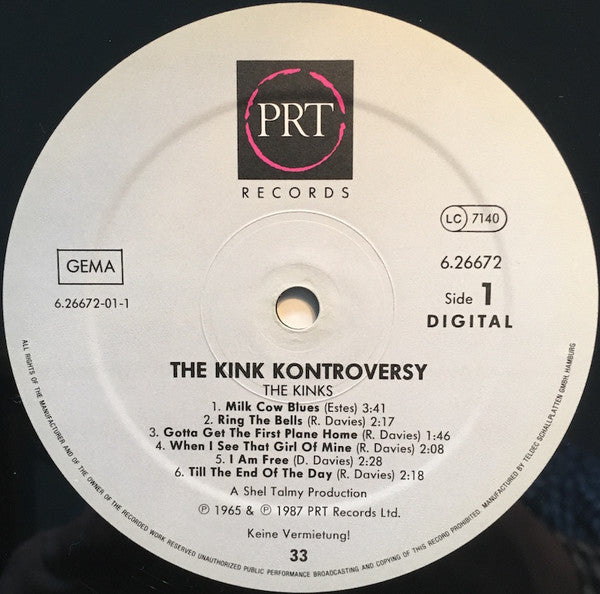 PRT
RECORDS
LC 7140
GEMA
6.26672
6.26672-01-1
Side 1
DIGITAL
THE KINK KONTROVERSY
THE KINKS
1. Milk Cow Blues (Estes) 3:41
2. Ring The Bells (R. Davies) 2:17
3. Gotta Get The First Plane Home (R. Davies) 1:46
4. When I See That Girl Of Mine (R. Davies) 2:08
5. I Am Free (D. Davies) 2:28
6. Till The End Of The Day (R. Davies) 2:18
A Shel Talmy Production
℗ 1965 & ℗ 1987 PRT Records Ltd.
Keine Vermietung!
33
ALL RIGHTS OF THE MANUFACTURER AND OF THE OWNER OF THE RECORDED WORK RESERVED UNAUTHORIZED PUBLIC PERFORMANCE BROADCASTING AND COPYING OF THIS RECORD PROHIBITED. MANUFACTURED BY TELDEC SCHALLPLATTEN GMBH, HAMBURG